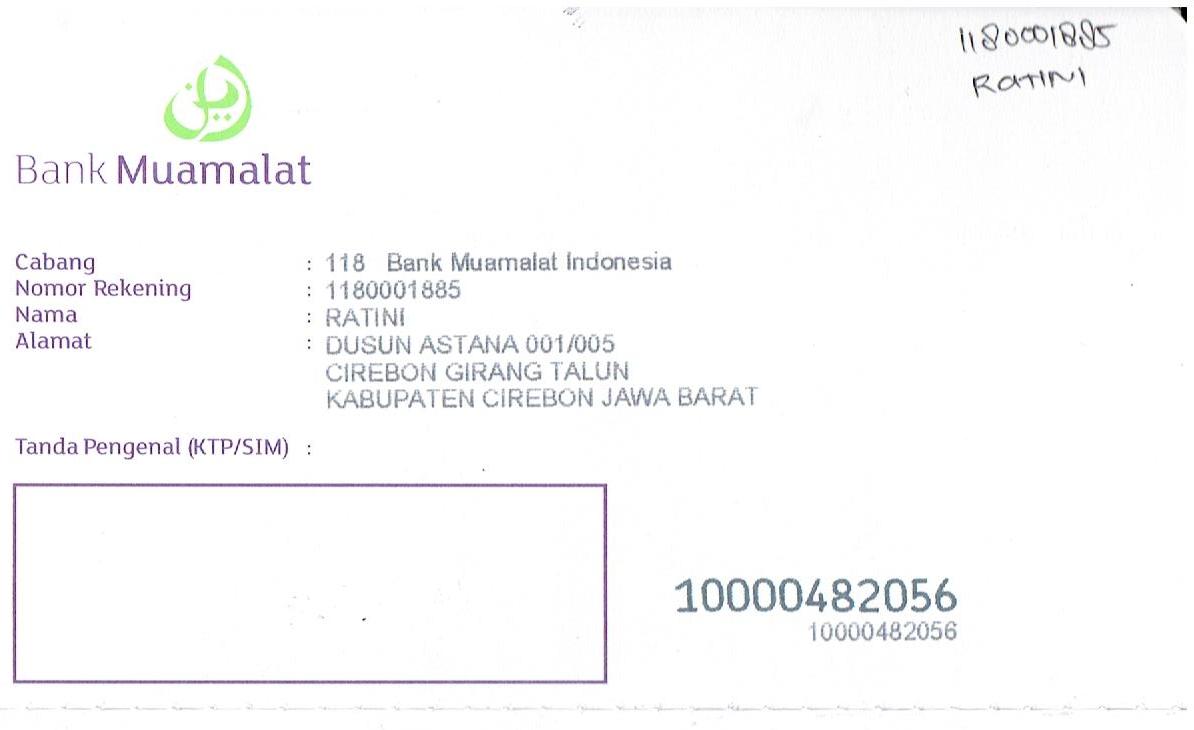 1180001885
RATINI
Bank Muamalat
Cabang : 118 Bank Muamalat Indonesia
Nomor Rekening : 1180001885
Nama : RATINI
Alamat : DUSUN ASTANA 001/005
CIREBON GIRANG TALUN
KABUPATEN CIREBON JAWA BARAT
Tanda Pengenal (KTP/SIM) :
10000482056
10000482056